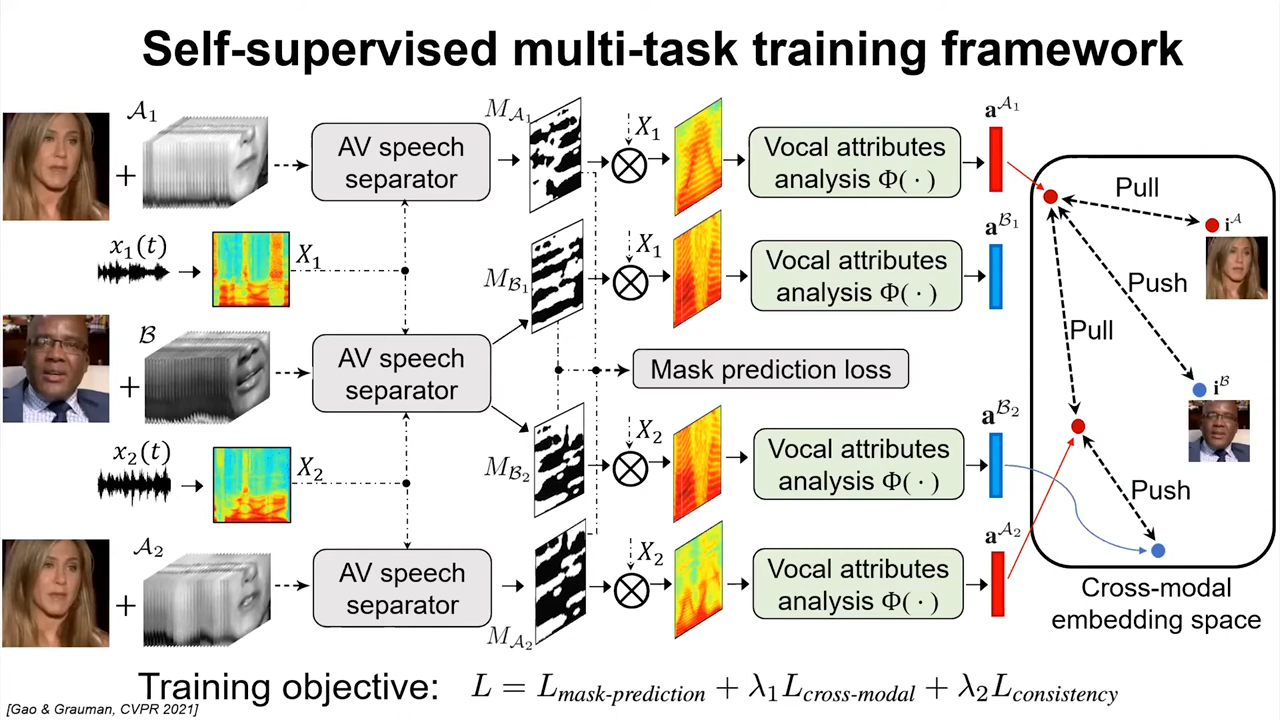 Self-supervised multi-task training framework
𝒜₁
+
AV speech
separator
M_𝒜₁
X₁
⊗
Vocal attributes
analysis Φ(·)
a^𝒜₁
x₁(t)
X₁
M_ℬ₁
X₁
⊗
Vocal attributes
analysis Φ(·)
a^ℬ₁
ℬ
+
AV speech
separator
Mask prediction loss
x₂(t)
X₂
M_ℬ₂
X₂
⊗
Vocal attributes
analysis Φ(·)
a^ℬ₂
𝒜₂
+
AV speech
separator
M_𝒜₂
X₂
⊗
Vocal attributes
analysis Φ(·)
a^𝒜₂
Pull
i^𝒜
Push
Pull
i^ℬ
Push
Cross-modal
embedding space
Training objective: L = L_mask-prediction + λ₁L_cross-modal + λ₂L_consistency
[Gao & Grauman, CVPR 2021]